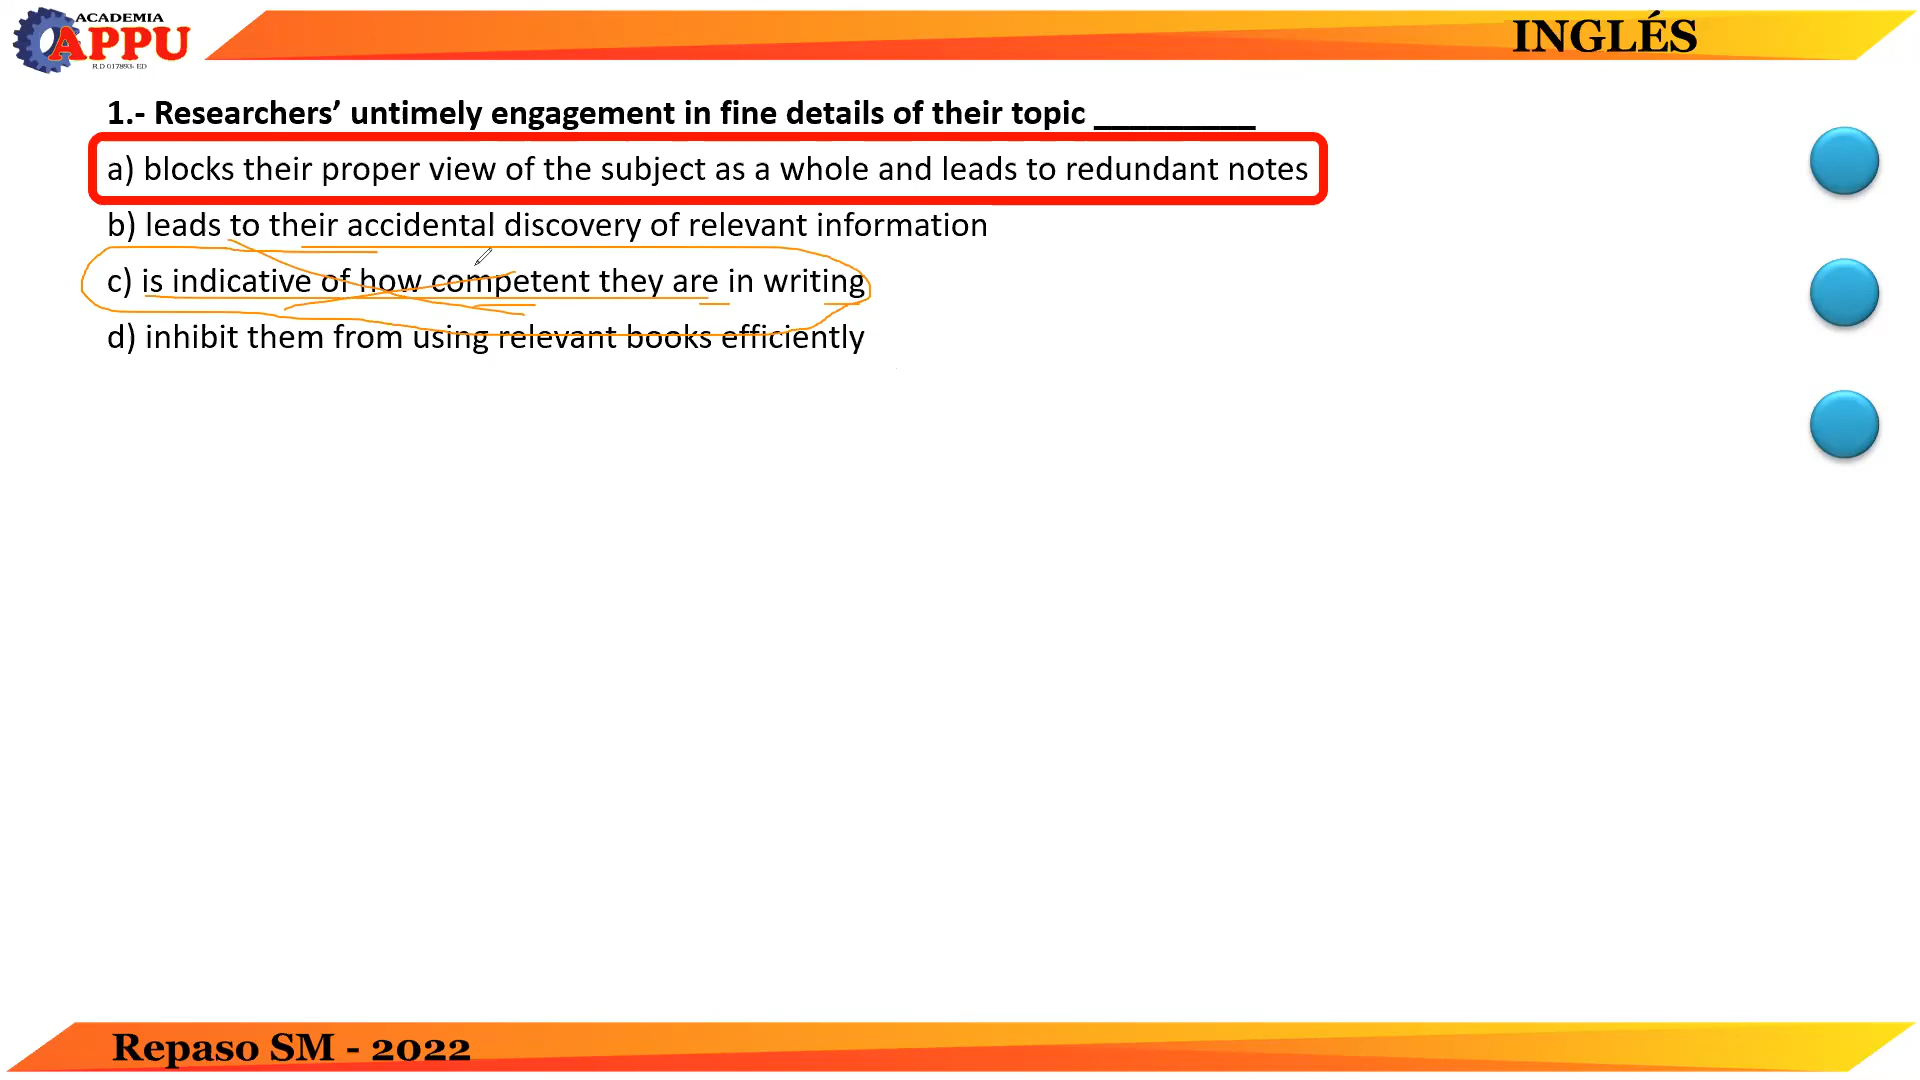 ACADEMIA
APPU
R.D 017893- ED
INGLÉS
1.- Researchers’ untimely engagement in fine details of their topic __________
a) blocks their proper view of the subject as a whole and leads to redundant notes
b) leads to their accidental discovery of relevant information
c) is indicative of how competent they are in writing
d) inhibit them from using relevant books efficiently
Repaso SM - 2022